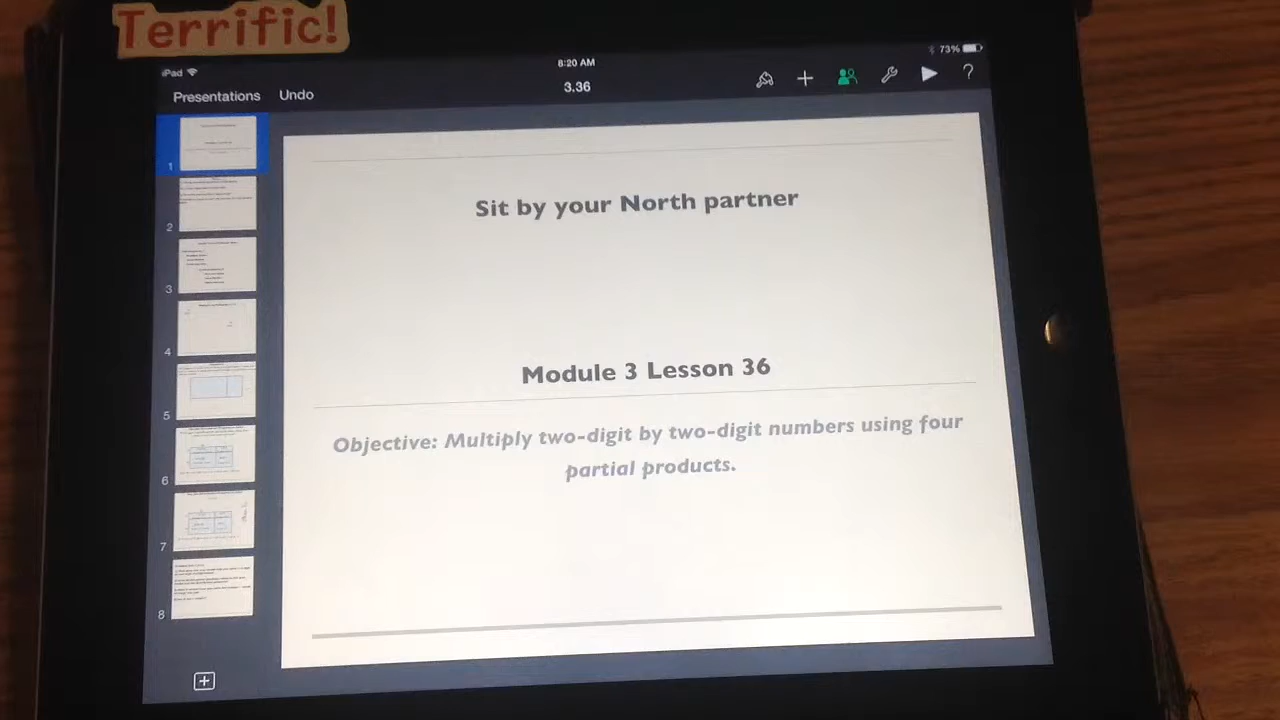 Terrific!
iPad
8:20 AM
73%
Presentations
Undo
3.36
?
1
2
3
4
5
6
7
8
Sit by your North partner
Module 3 Lesson 36
Objective: Multiply two-digit by two-digit numbers using four
partial products.